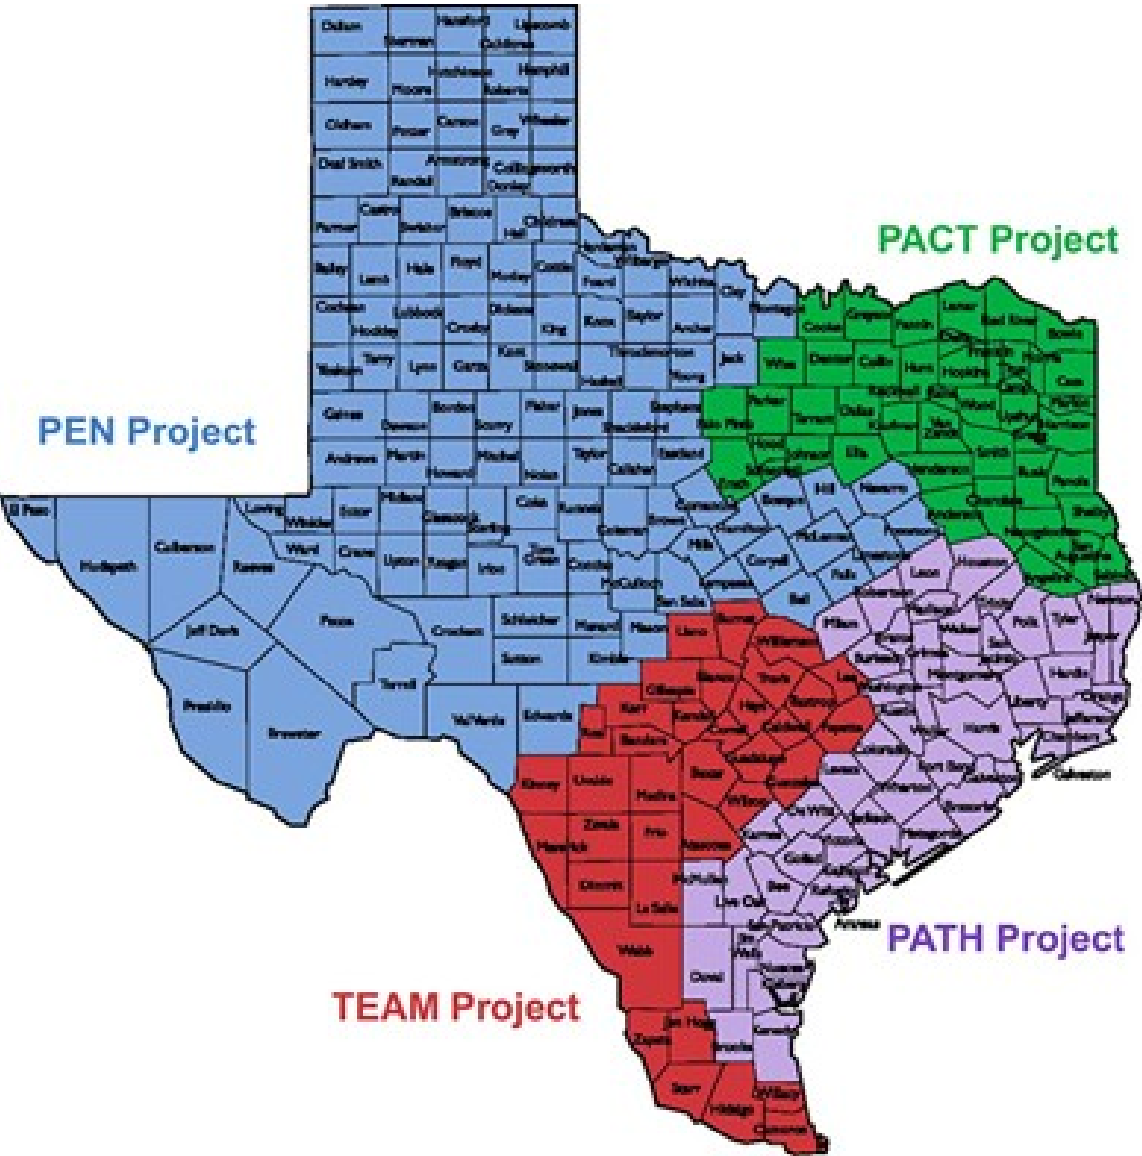 Dallam
Sherman
Hansford
Ochiltree
Lipscomb
Hartley
Moore
Hutchinson
Roberts
Hemphill
Oldham
Potter
Carson
Gray
Wheeler
Deaf Smith
Randall
Armstrong
Donley
Collingsworth
Parmer
Castro
Swisher
Briscoe
Hall
Childress
Hardeman
Wilbarger
PACT Project
Bailey
Lamb
Hale
Floyd
Motley
Cottle
Foard
Wichita
Clay
Montague
Cooke
Grayson
Fannin
Lamar
Red River
Bowie
Cochran
Hockley
Lubbock
Crosby
Dickens
King
Knox
Baylor
Archer
Yoakum
Terry
Lynn
Garza
Kent
Stonewall
Haskell
Throckmorton
Young
Jack
Wise
Denton
Collin
Hunt
Hopkins
Franklin
Morris
Cass
Gaines
Dawson
Borden
Scurry
Fisher
Jones
Shackelford
Stephens
Palo Pinto
Parker
Tarrant
Dallas
Rockwall
Kaufman
Van Zandt
Wood
Upshur
Marion
Harrison
Gregg
PEN Project
Andrews
Martin
Howard
Mitchell
Nolan
Taylor
Callahan
Eastland
Erath
Hood
Somervell
Johnson
Ellis
Henderson
Smith
Rusk
Panola
El Paso
Hudspeth
Culberson
Reeves
Loving
Winkler
Ector
Midland
Glasscock
Sterling
Coke
Runnels
Coleman
Brown
Comanche
Bosque
Hill
Navarro
Anderson
Cherokee
Nacogdoches
Shelby
San Augustine
Sabine
Angelina
Ward
Crane
Upton
Reagan
Irion
Tom Green
Concho
McCulloch
San Saba
Mills
Hamilton
Coryell
McLennan
Limestone
Freestone
Falls
Lampasas
Bell
Leon
Houston
Robertson
Jeff Davis
Pecos
Crockett
Schleicher
Menard
Mason
Llano
Burnet
Williamson
Milam
Brazos
Madison
Walker
Trinity
Polk
Tyler
Newton
Jasper
Sutton
Kimble
Terrell
Presidio
Brewster
Val Verde
Edwards
Gillespie
Blanco
Travis
Lee
Burleson
Grimes
San Jacinto
Montgomery
Hardin
Liberty
Orange
Washington
Kerr
Kendall
Hays
Bastrop
Real
Bandera
Comal
Caldwell
Fayette
Austin
Waller
Harris
Jefferson
Chambers
Kinney
Uvalde
Medina
Bexar
Guadalupe
Gonzales
Lavaca
Colorado
Fort Bend
Galveston
Galveston
Wilson
Wharton
Brazoria
Maverick
Zavala
Frio
Atascosa
Karnes
De Witt
Jackson
Matagorda
Victoria
Goliad
Calhoun
Dimmit
La Salle
McMullen
Live Oak
Bee
Refugio
Aransas
San Patricio
Webb
Duval
Jim Wells
Nueces
Kleberg
PATH Project
TEAM Project
Zapata
Jim Hogg
Brooks
Kenedy
Starr
Hidalgo
Willacy
Cameron